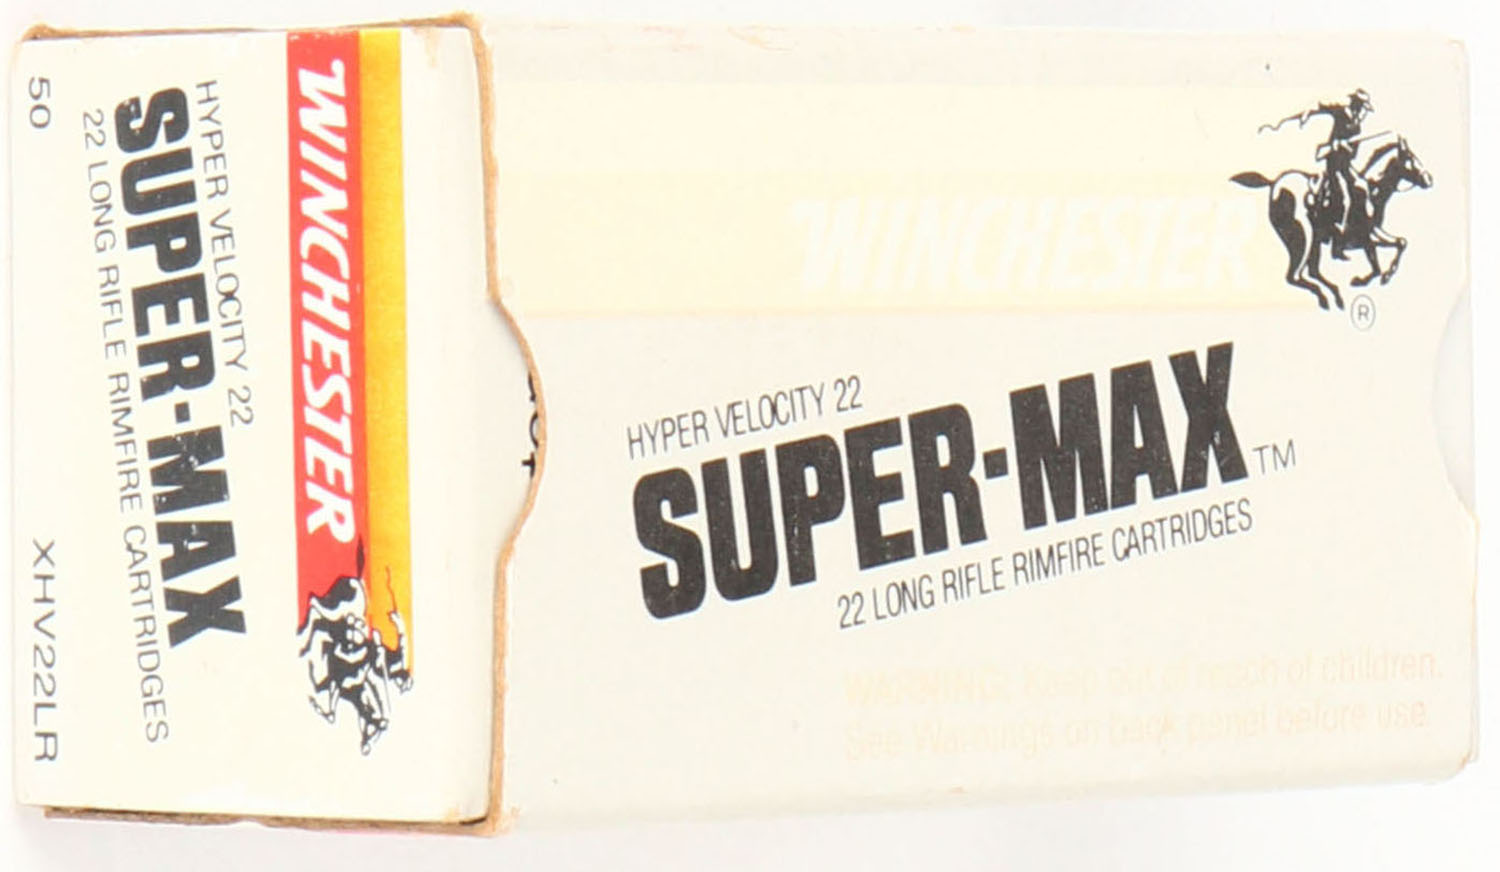 WINCHESTER
HYPER VELOCITY 22
SUPER-MAX
22 LONG RIFLE RIMFIRE CARTRIDGES
50
XHV22LR
WINCHESTER
®
HYPER VELOCITY 22
SUPER-MAX™
22 LONG RIFLE RIMFIRE CARTRIDGES
WARNING: Keep out of reach of children.
See Warnings on back panel before use.